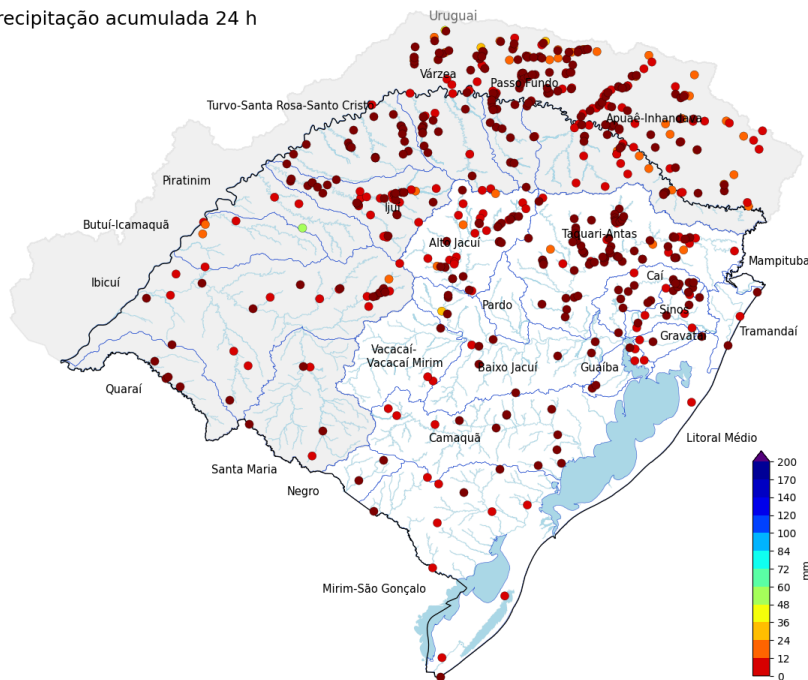 recipitação acumulada 24 h
Uruguai
Várzea
Passo Fundo
Turvo-Santa Rosa-Santo Cristo
Apuaê-Inhandava
Piratinim
Ijuí
Butuí-Icamaquã
Alto Jacuí
Taquari-Antas
Mampituba
Ibicuí
Caí
Pardo
Sinos
Tramandaí
Gravataí
Vacacaí-
Vacacaí Mirim
Baixo Jacuí
Guaíba
Quaraí
Camaquã
Litoral Médio
Santa Maria
Negro
Mirim-São Gonçalo
200
170
140
120
100
84
72
60
48
36
24
12
0
mm